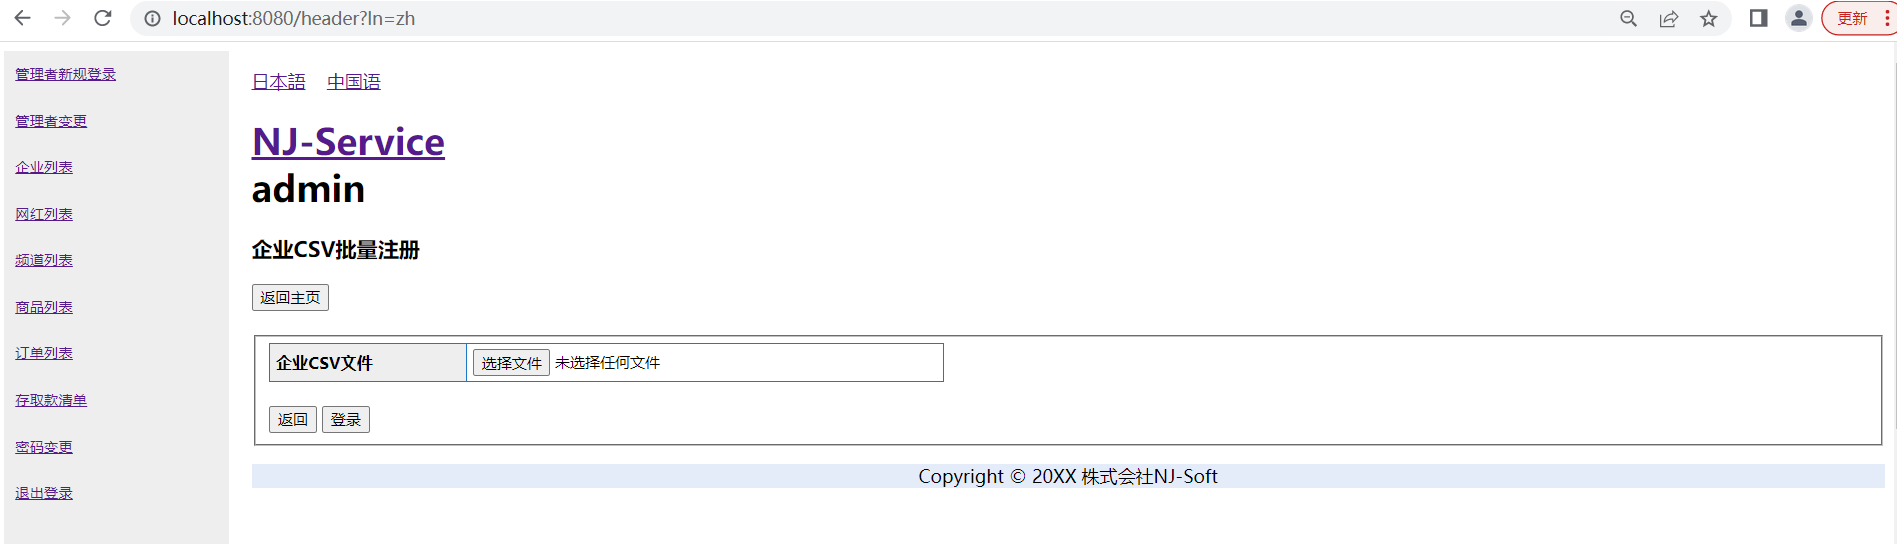 localhost:8080/header?ln=zh
更新
管理者新规登录
管理者变更
企业列表
网红列表
频道列表
商品列表
订单列表
存取款清单
密码变更
退出登录
日本語 中国语
NJ-Service
admin
企业CSV批量注册
返回主页
企业CSV文件 选择文件 未选择任何文件
返回 登录
Copyright © 20XX 株式会社NJ-Soft